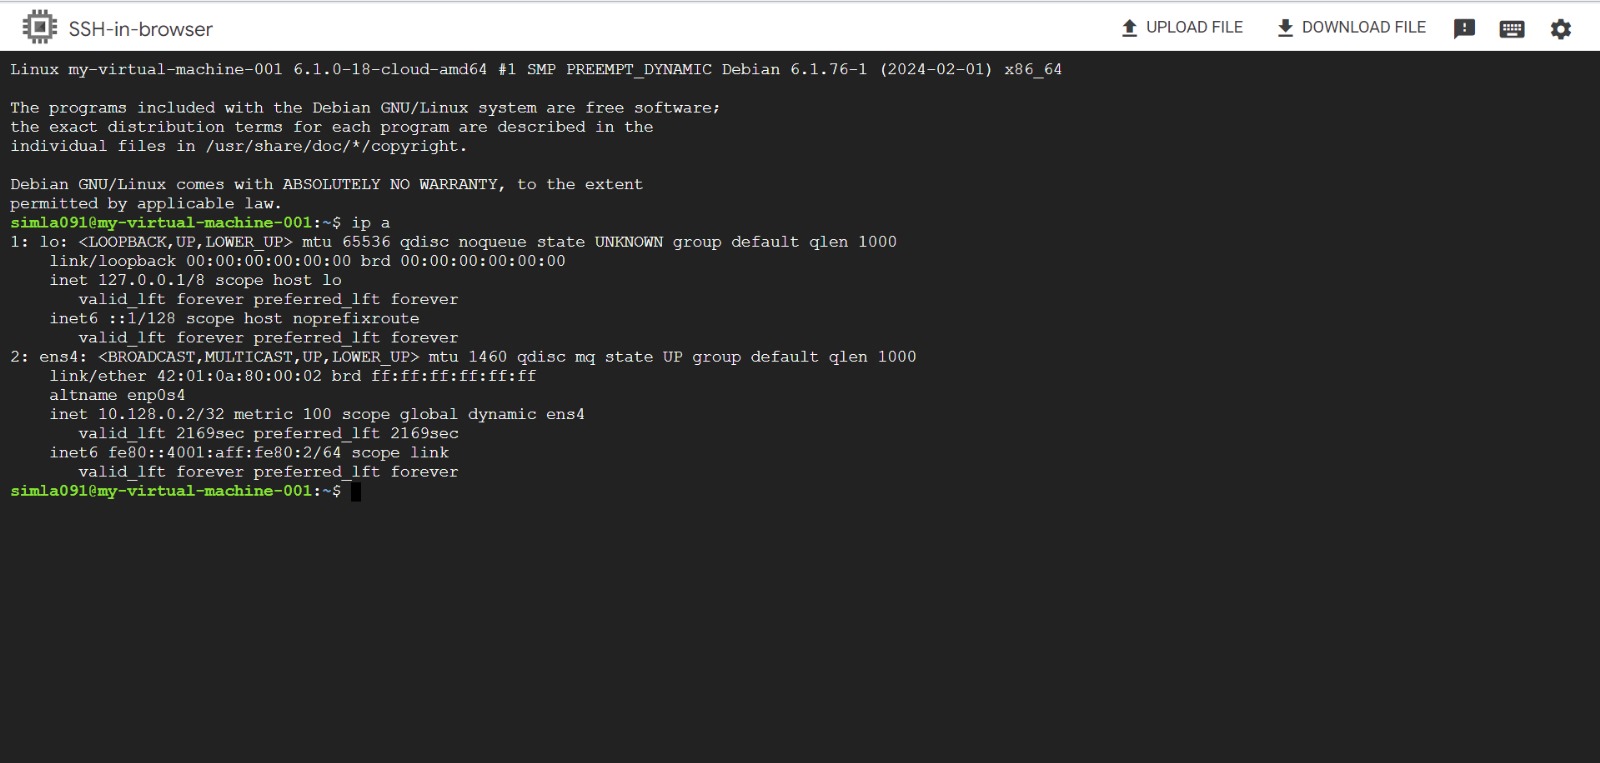 SSH-in-browser
UPLOAD FILE
DOWNLOAD FILE
Linux my-virtual-machine-001 6.1.0-18-cloud-amd64 #1 SMP PREEMPT_DYNAMIC Debian 6.1.76-1 (2024-02-01) x86_64
The programs included with the Debian GNU/Linux system are free software;
the exact distribution terms for each program are described in the
individual files in /usr/share/doc/*/copyright.
Debian GNU/Linux comes with ABSOLUTELY NO WARRANTY, to the extent
permitted by applicable law.
simla091@my-virtual-machine-001:~$ ip a
1: lo: <LOOPBACK,UP,LOWER_UP> mtu 65536 qdisc noqueue state UNKNOWN group default qlen 1000
link/loopback 00:00:00:00:00:00 brd 00:00:00:00:00:00
inet 127.0.0.1/8 scope host lo
valid_lft forever preferred_lft forever
inet6 ::1/128 scope host noprefixroute
valid_lft forever preferred_lft forever
2: ens4: <BROADCAST,MULTICAST,UP,LOWER_UP> mtu 1460 qdisc mq state UP group default qlen 1000
link/ether 42:01:0a:80:00:02 brd ff:ff:ff:ff:ff:ff
altname enp0s4
inet 10.128.0.2/32 metric 100 scope global dynamic ens4
valid_lft 2169sec preferred_lft 2169sec
inet6 fe80::4001:aff:fe80:2/64 scope link
valid_lft forever preferred_lft forever
simla091@my-virtual-machine-001:~$